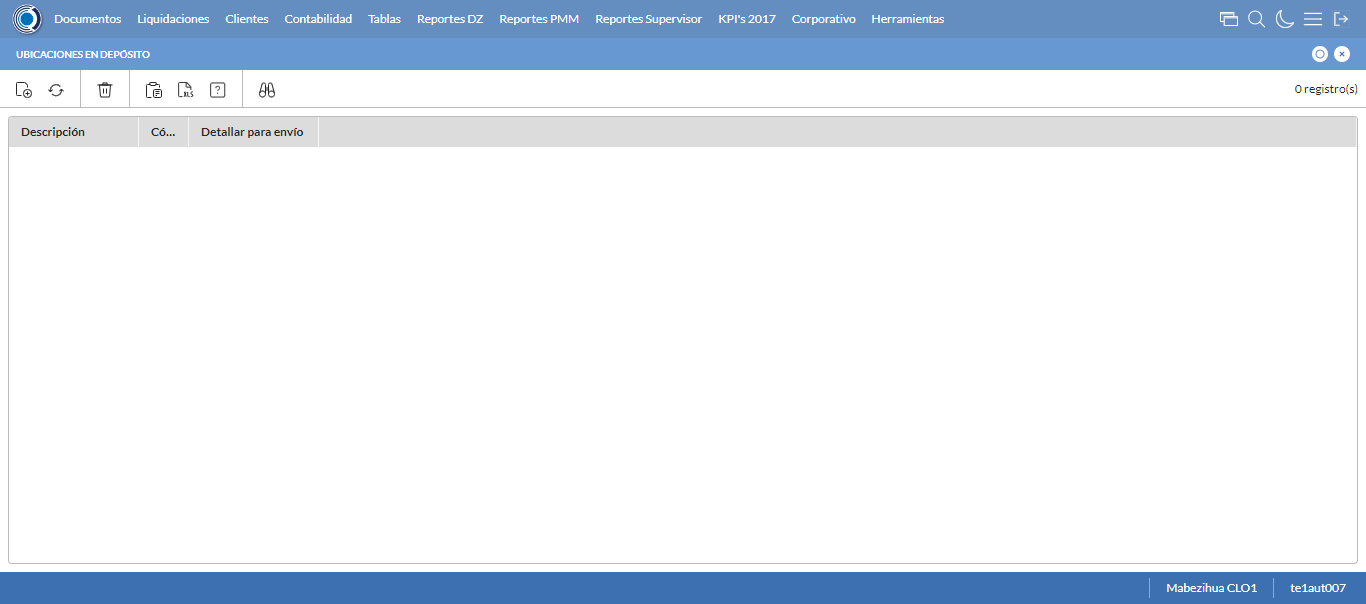 Documentos Liquidaciones Clientes Contabilidad Tablas Reportes DZ Reportes PMM Reportes Supervisor KPI's 2017 Corporativo Herramientas
UBICACIONES EN DEPÓSITO
XLS ? 0 registro(s)
Descripción Có... Detallar para envío
Mabezihua CLO1 te1aut007